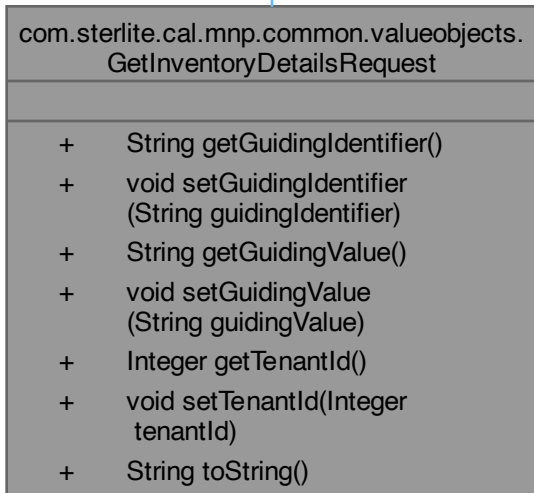 com.sterlite.cal.mnp.common.valueobjects.
GetInventoryDetailsRequest
+ String getGuidingIdentifier()
+ void setGuidingIdentifier
(String guidingIdentifier)
+ String getGuidingValue()
+ void setGuidingValue
(String guidingValue)
+ Integer getTenantId()
+ void setTenantId(Integer
tenantId)
+ String toString()